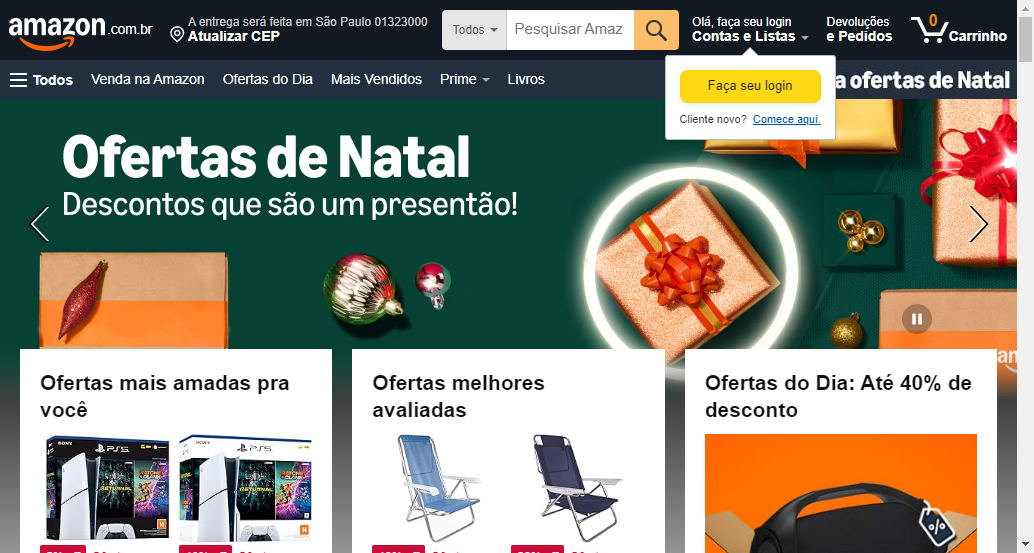 amazon.com.br
A entrega será feita em São Paulo 01323000
Atualizar CEP
Todos
Pesquisar Amaz
Olá, faça seu login
Contas e Listas
Devoluções
e Pedidos
0
Carrinho
Todos
Venda na Amazon
Ofertas do Dia
Mais Vendidos
Prime
Livros
a ofertas de Natal
Faça seu login
Cliente novo? Comece aqui.
Ofertas de Natal
Descontos que são um presentão!
Ofertas mais amadas pra
você
Ofertas melhores
avaliadas
Ofertas do Dia: Até 40% de
desconto
SONY
PS5
RETURNAL
PS5
RETURNAL